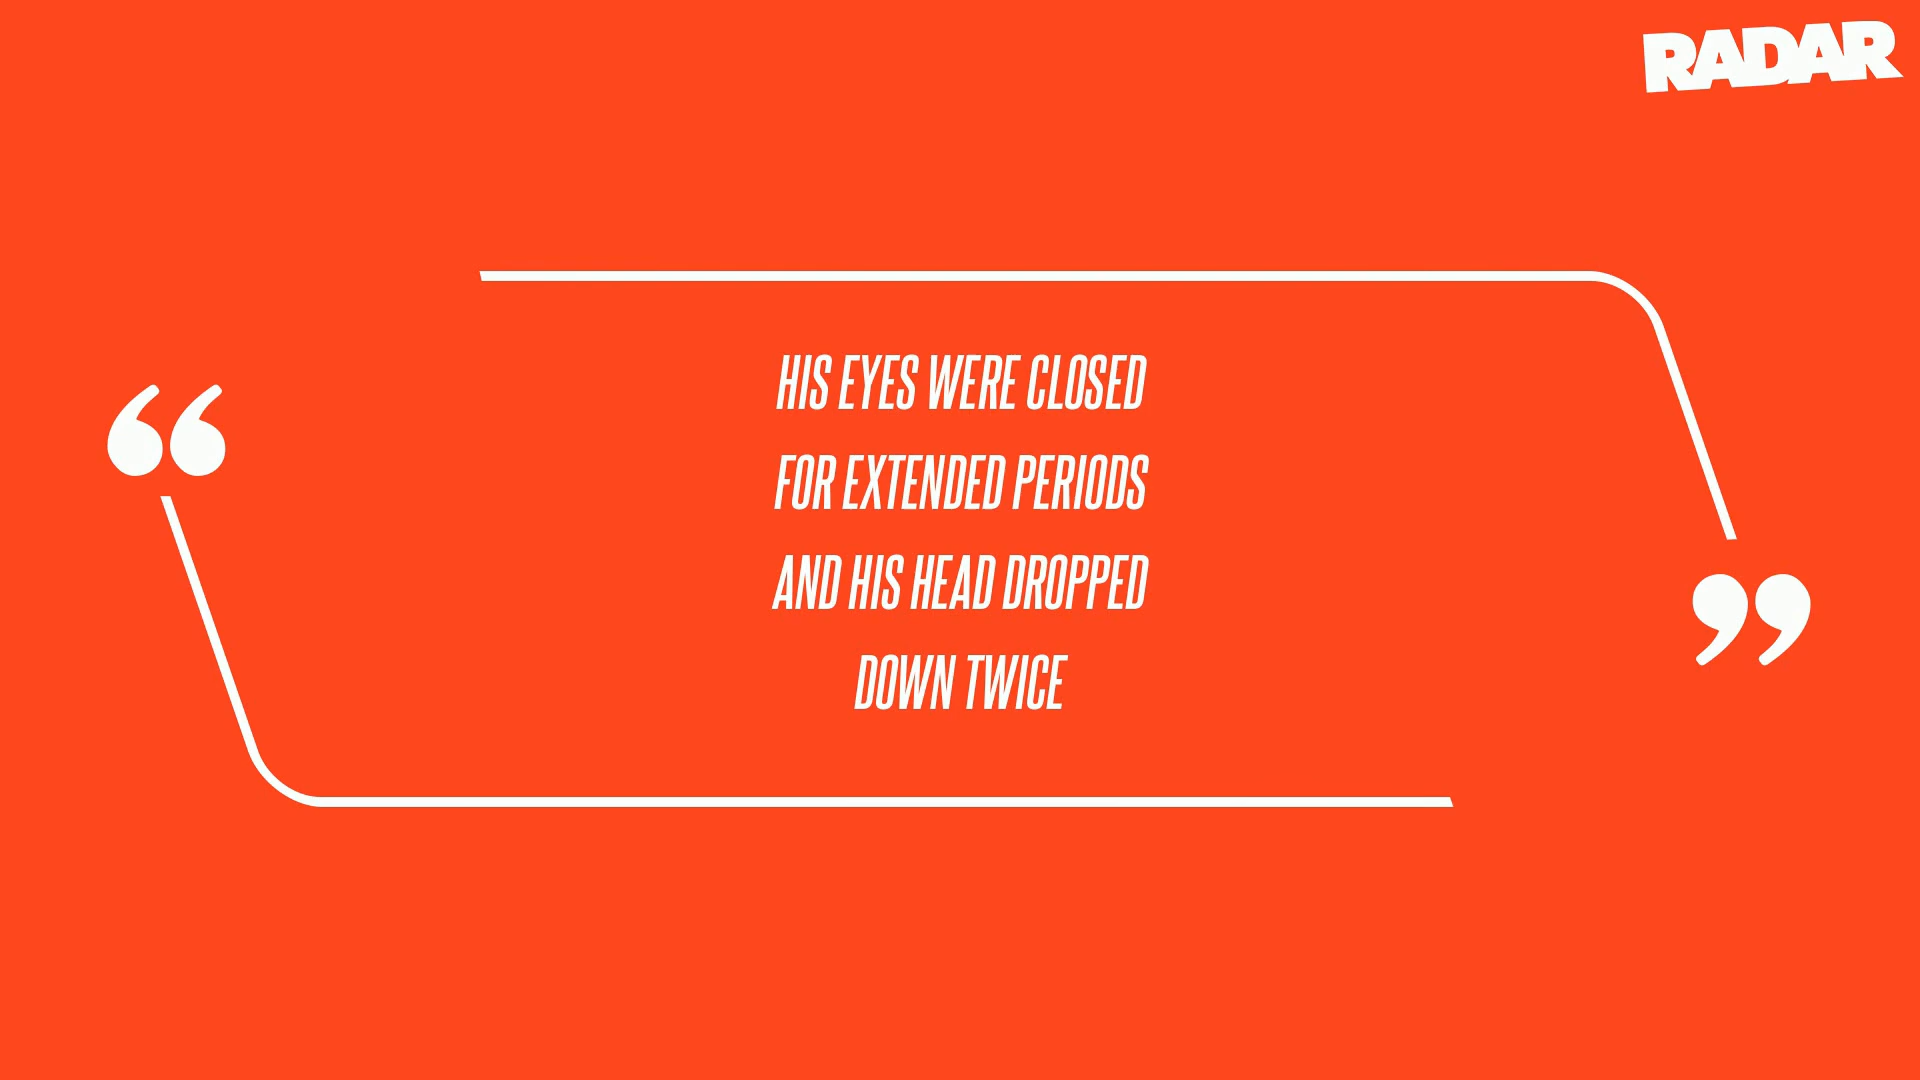 RADAR
“
HIS EYES WERE CLOSED
FOR EXTENDED PERIODS
AND HIS HEAD DROPPED
DOWN TWICE
”